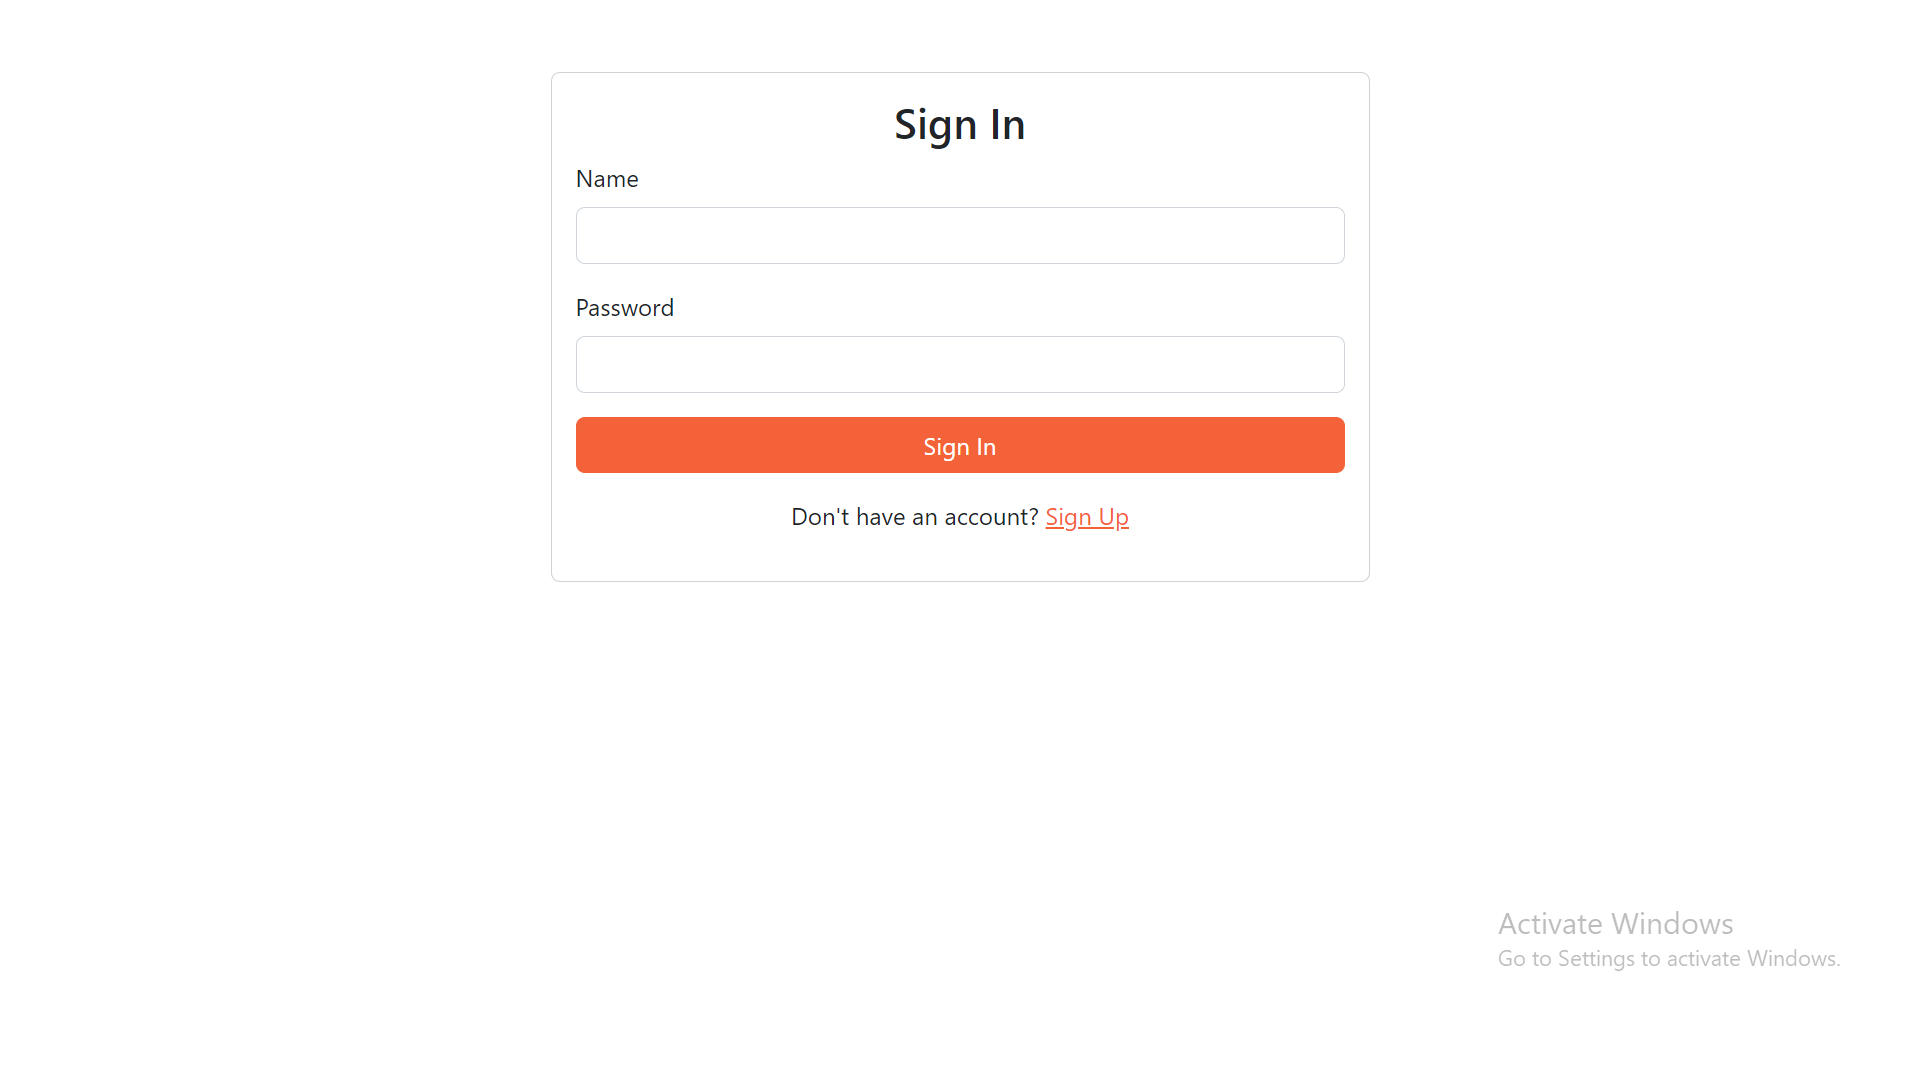 Sign In
Name
Password
Sign In
Don't have an account? Sign Up
Activate Windows
Go to Settings to activate Windows.